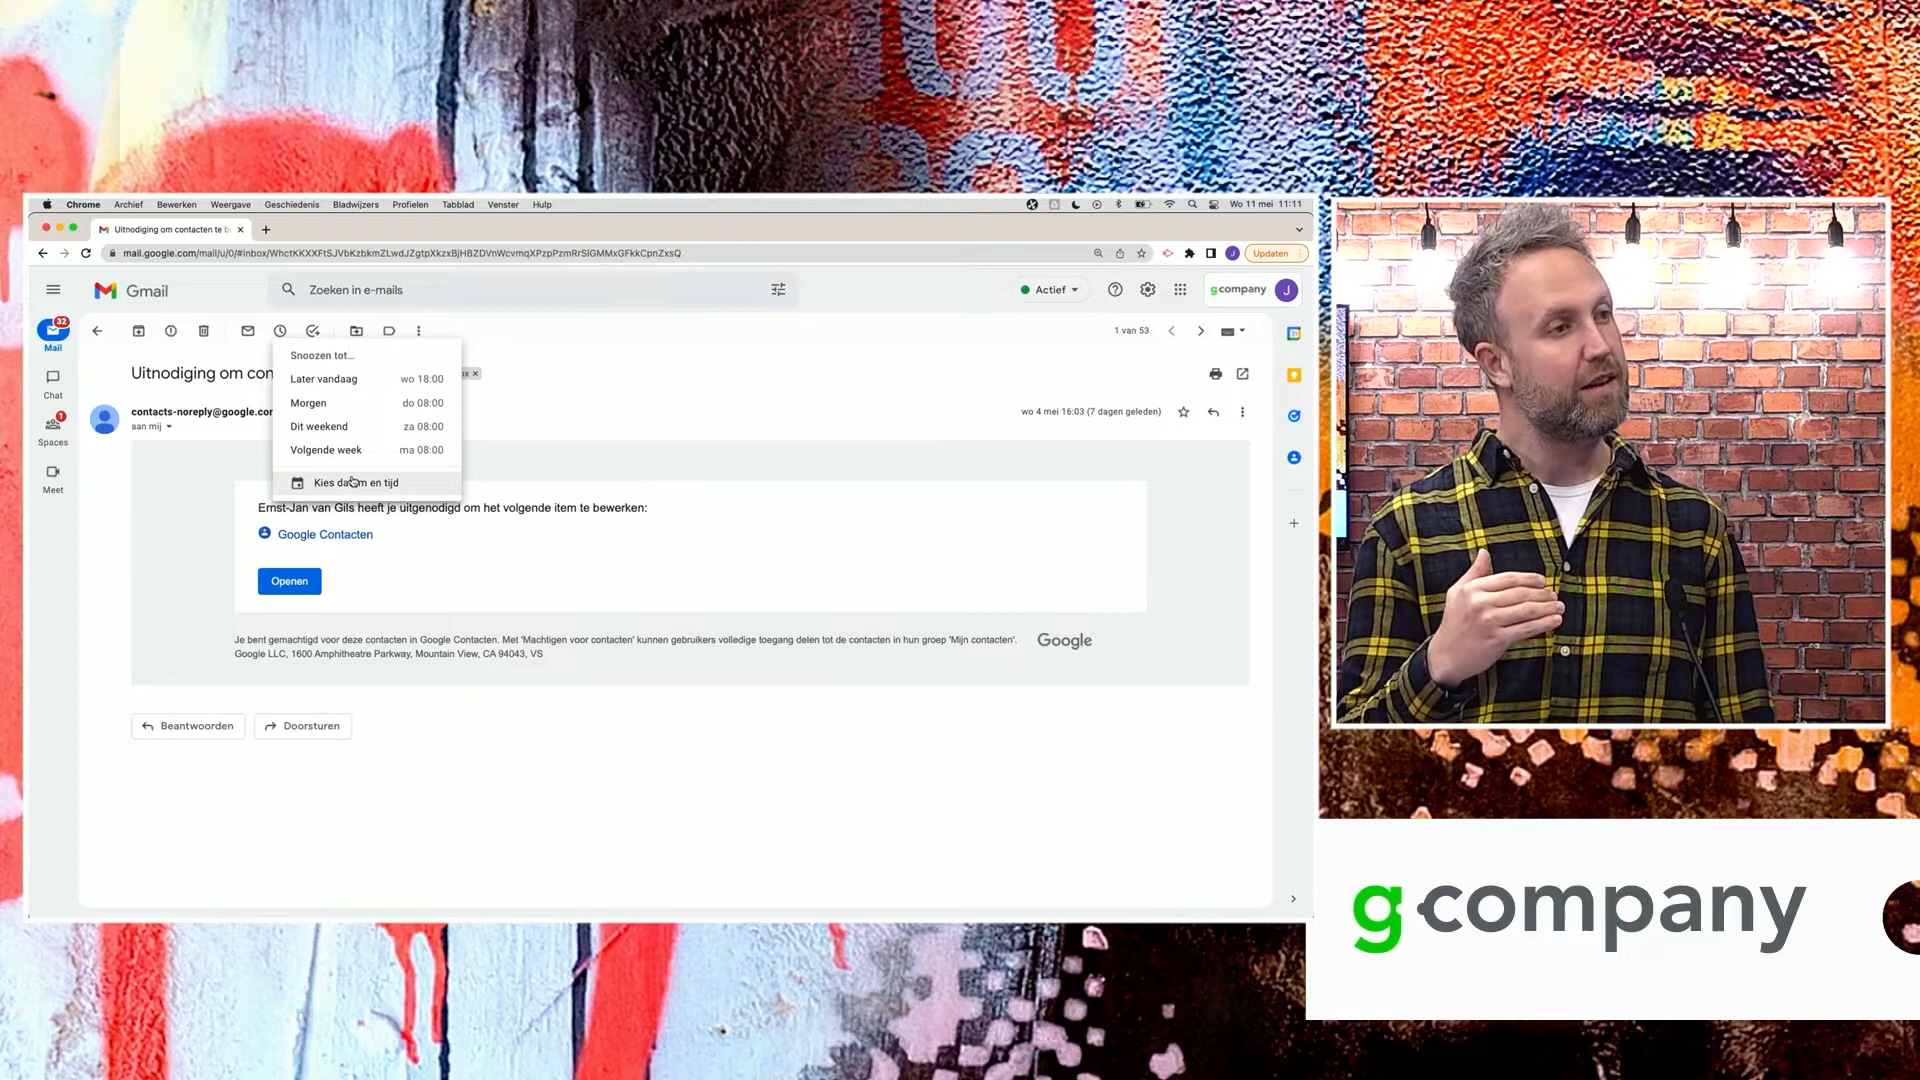 Chrome Archief Bewerken Weergave Geschiedenis Bladwijzers Profielen Tabblad Venster Help
Wo 11 mei 11:11
Uitnodiging om contacten te b
mail.google.com/mail/u/0/#inbox/WhctKKXXFtSJVbKzbkmZLwdJZgtpXkzxBjHBZDVnWcvmqXPzpPzmRrSlGMMxGFkkCpnZxsQ
J
Updaten
Gmail
Zoeken in e-mails
Actief
gcompany
J
32
Mail
Chat
1
Spaces
Meet
1 van 53
Snoozen tot...
Later vandaag wo 18:00
Morgen do 08:00
Dit weekend za 08:00
Volgende week ma 08:00
Kies datum en tijd
Uitnodiging om con
contacts-noreply@google.com
wo 4 mei 16:03 (7 dagen geleden)
aan mij
Ernst-Jan van Gils heeft je uitgenodigd om het volgende item te bewerken:
Google Contacten
Openen
Je bent gemachtigd voor deze contacten in Google Contacten. Met 'Machtigen voor contacten' kunnen gebruikers volledige toegang delen tot de contacten in hun groep 'Mijn contacten'.
Google LLC, 1600 Amphitheatre Parkway, Mountain View, CA 94043, VS
Google
Beantwoorden
Doorsturen
g-company